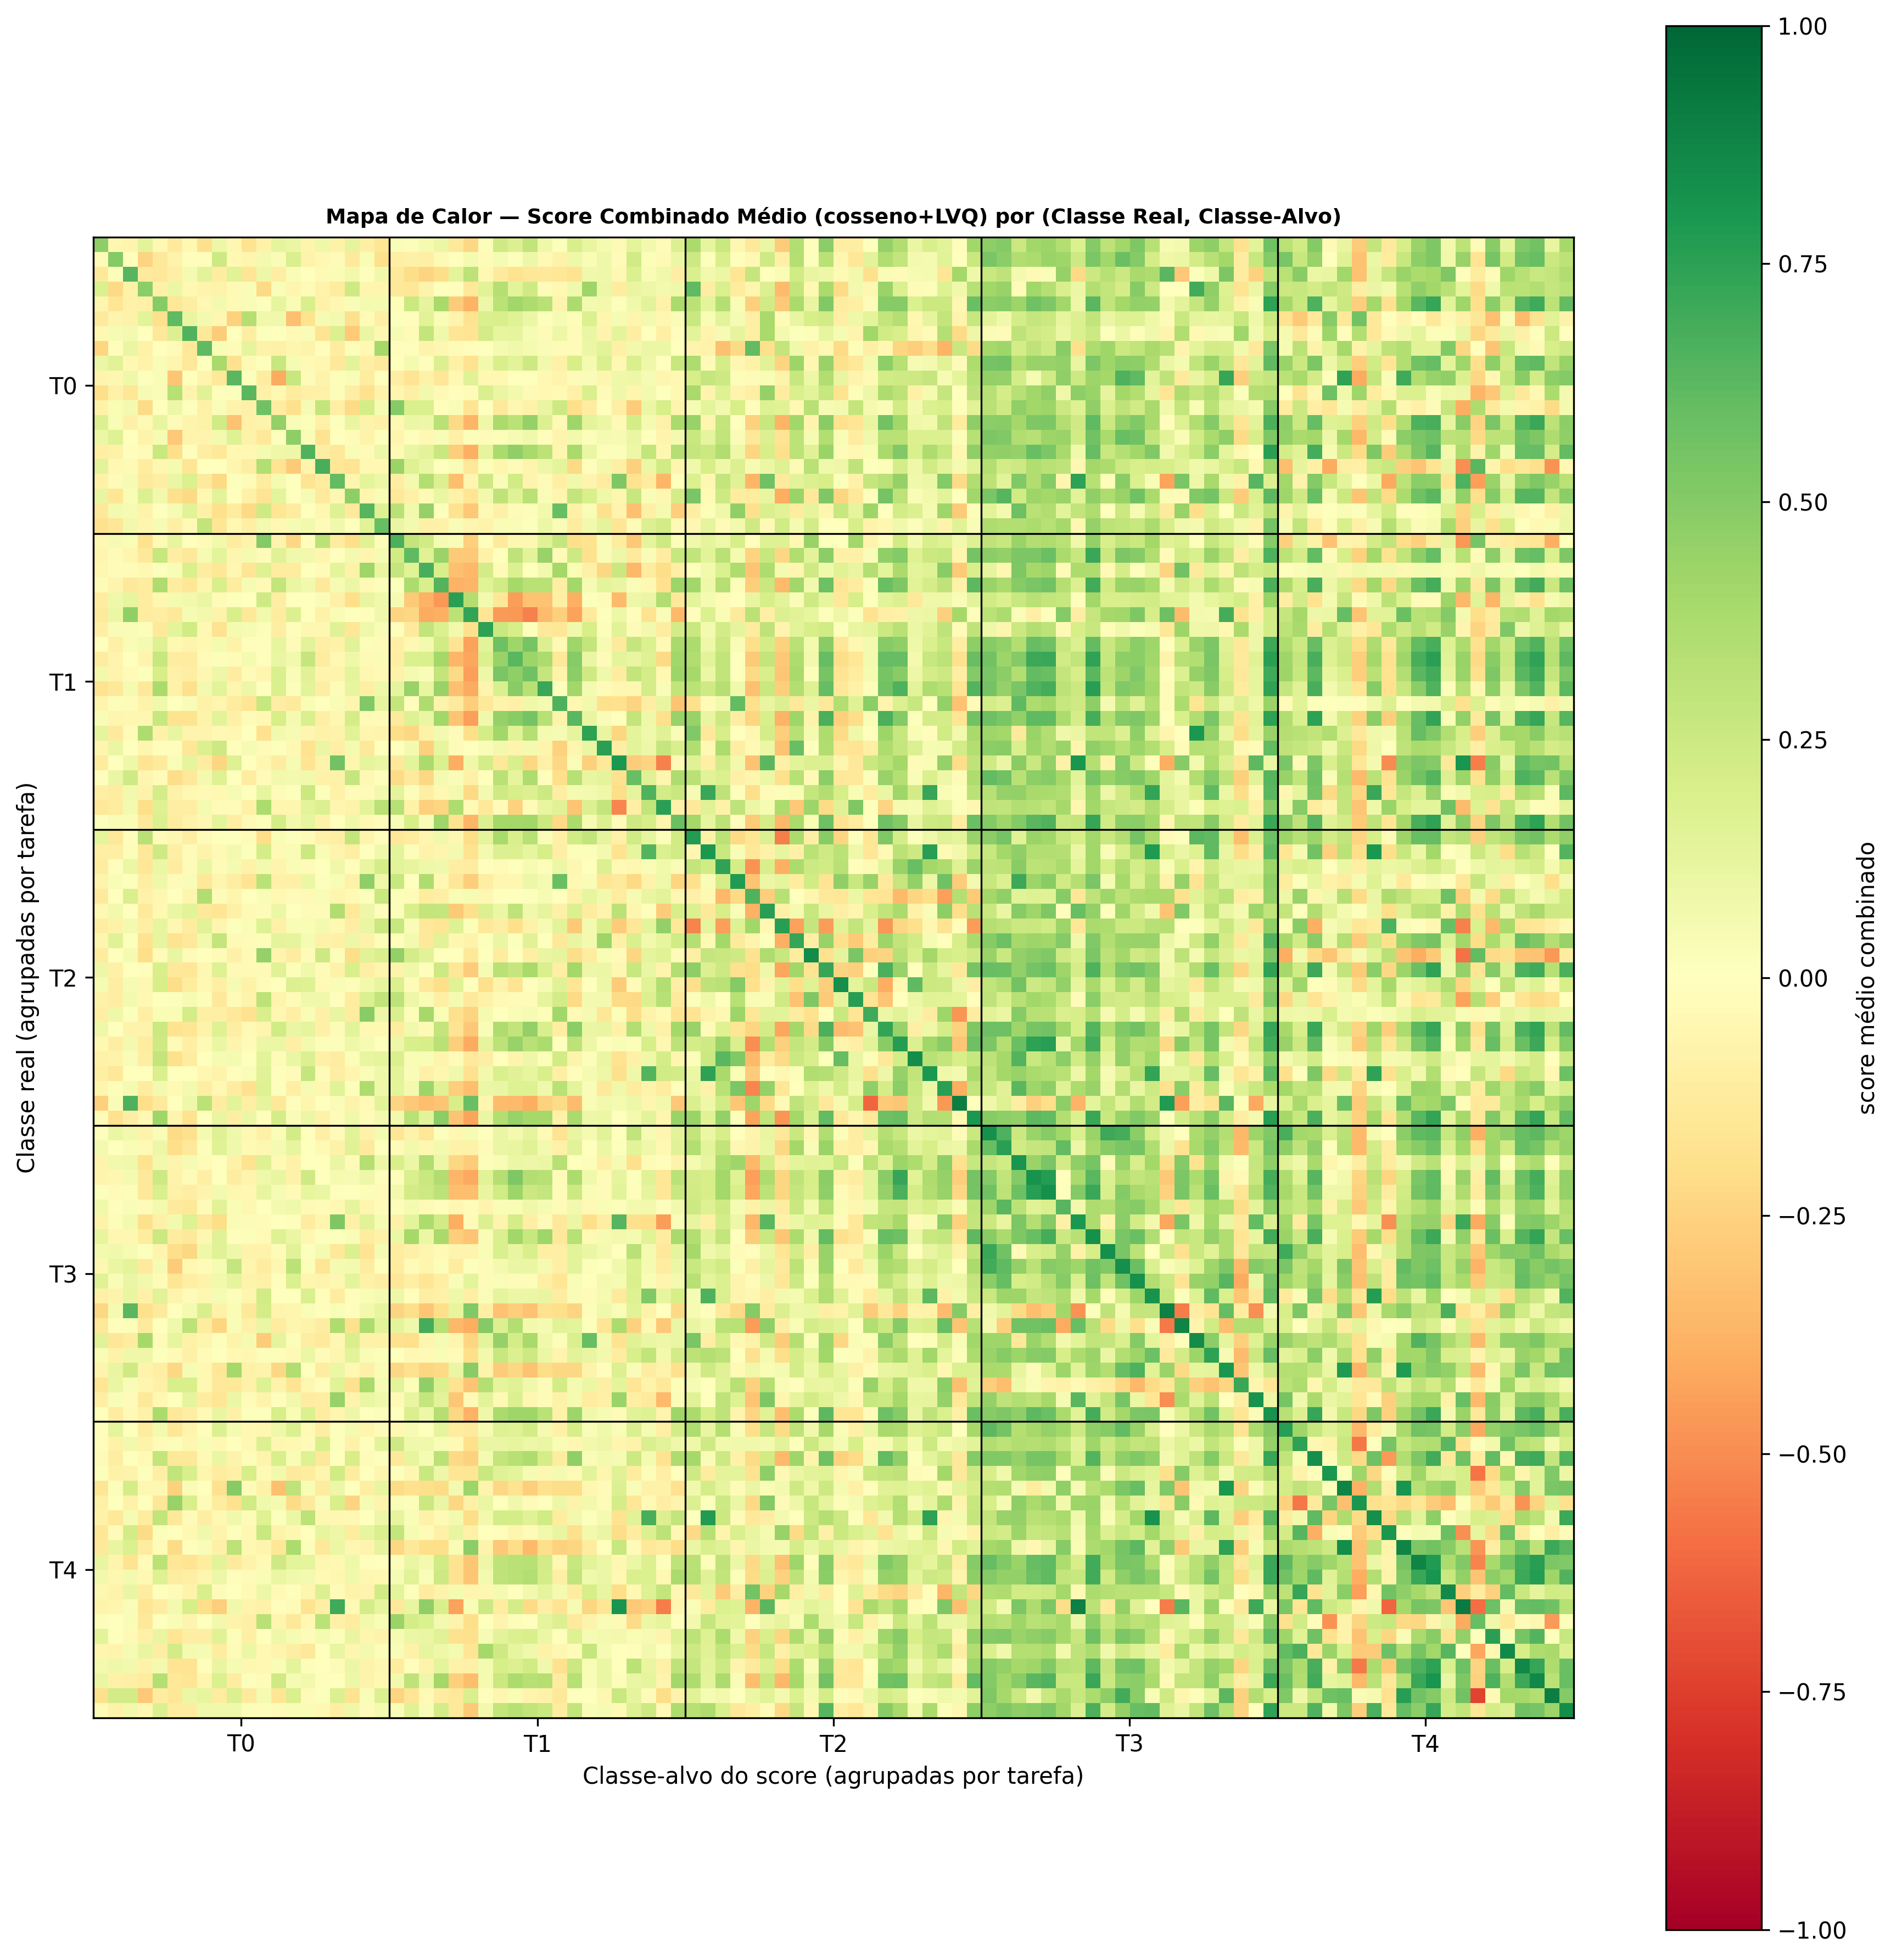 Mapa de Calor — Score Combinado Médio (cosseno+LVQ) por (Classe Real, Classe-Alvo)
Classe real (agrupadas por tarefa)
T0
T1
T2
T3
T4
T0 T1 T2 T3 T4
Classe-alvo do score (agrupadas por tarefa)
1.00
0.75
0.50
0.25
0.00
−0.25
−0.50
−0.75
−1.00
score médio combinado